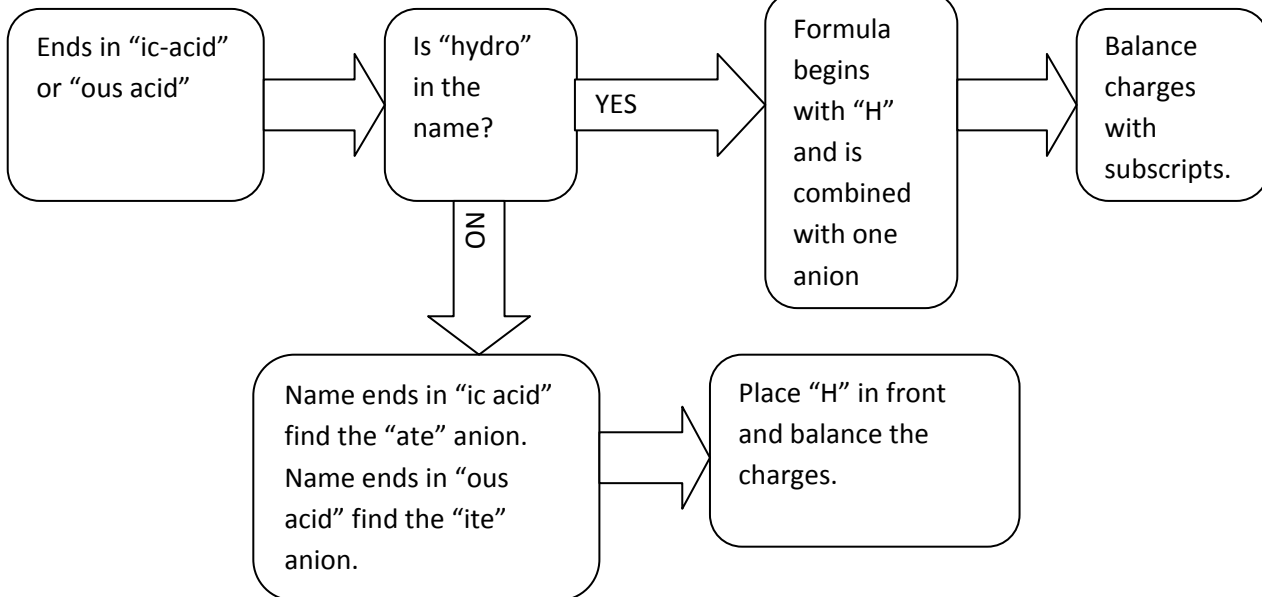 Ends in “ic-acid”
or “ous acid”
Is “hydro”
in the
name?
YES
Formula
begins
with “H”
and is
combined
with one
anion
Balance
charges
with
subscripts.
NO
Name ends in “ic acid”
find the “ate” anion.
Name ends in “ous
acid” find the “ite”
anion.
Place “H” in front
and balance the
charges.